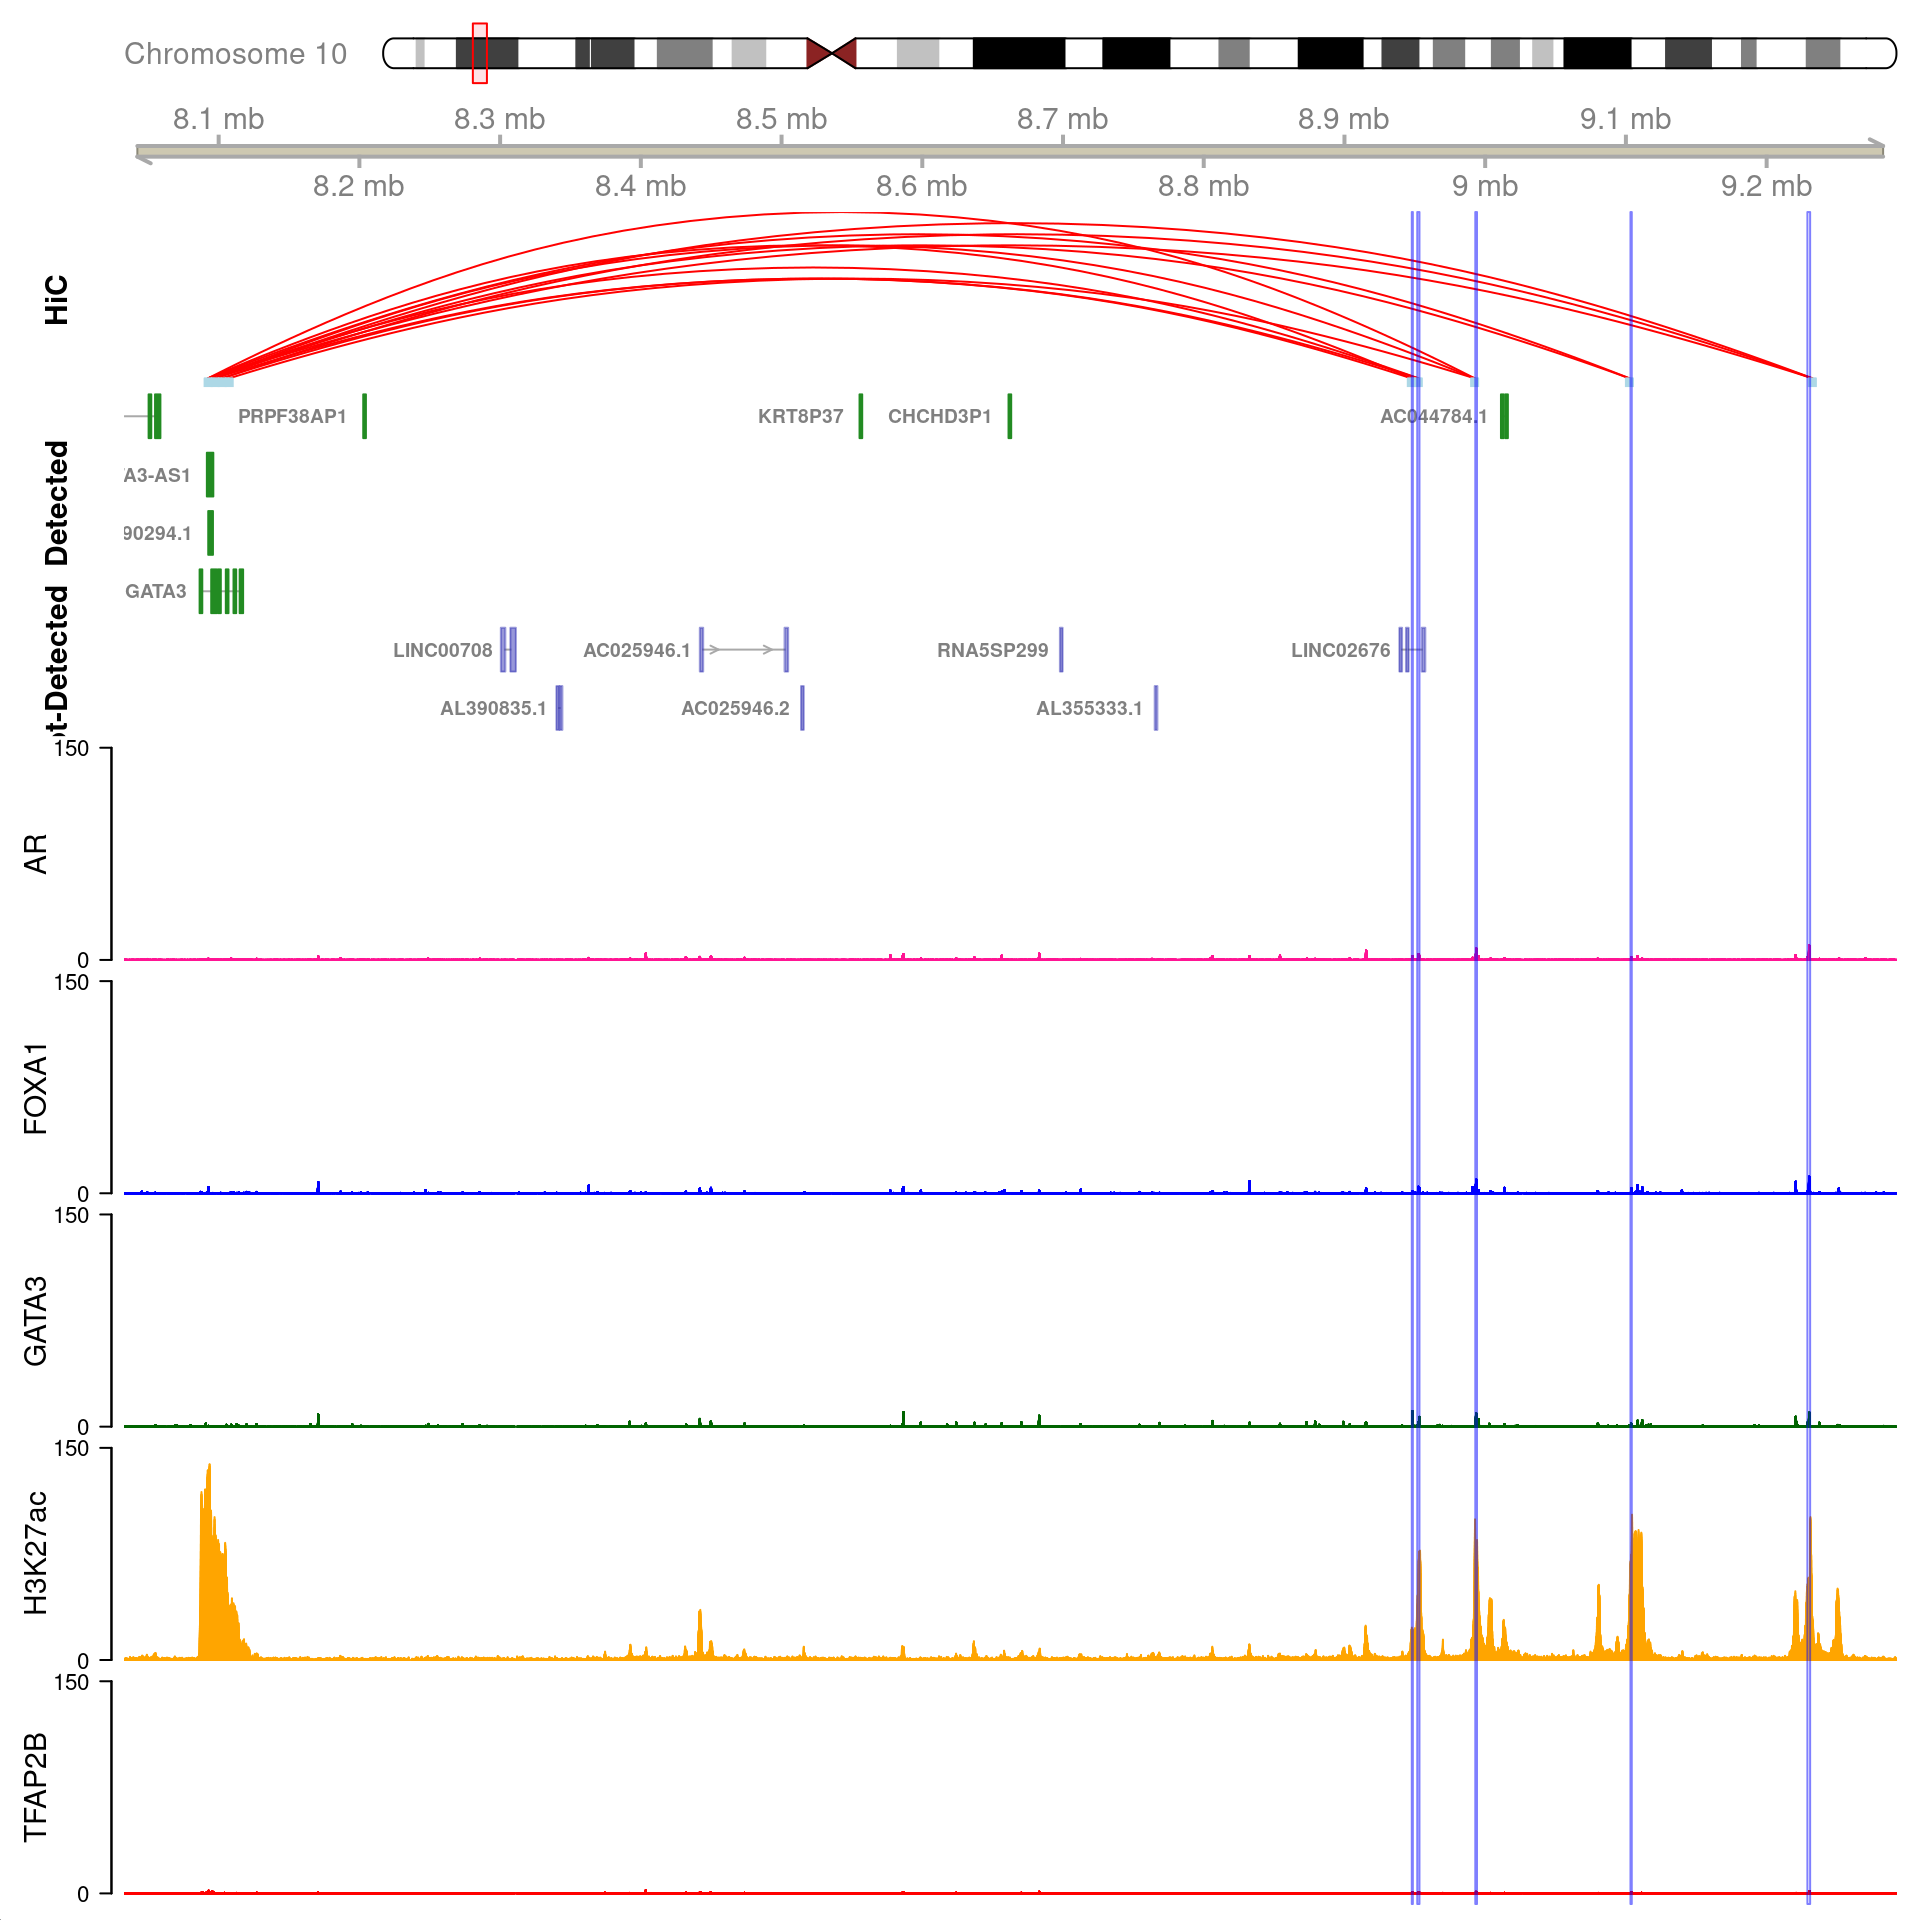 Chromosome 10
8.1 mb 8.3 mb 8.5 mb 8.7 mb 8.9 mb 9.1 mb
8.2 mb 8.4 mb 8.6 mb 8.8 mb 9 mb 9.2 mb
HiC
Detected
PRPF38AP1 KRT8P37 CHCHD3P1 AC044784.1
A3-AS1
90294.1
GATA3
t-Detected
LINC00708 AC025946.1 RNA5SP299 LINC02676
AL390835.1 AC025946.2 AL355333.1
150
AR
0
150
FOXA1
0
150
GATA3
0
150
H3K27ac
0
150
TFAP2B
0